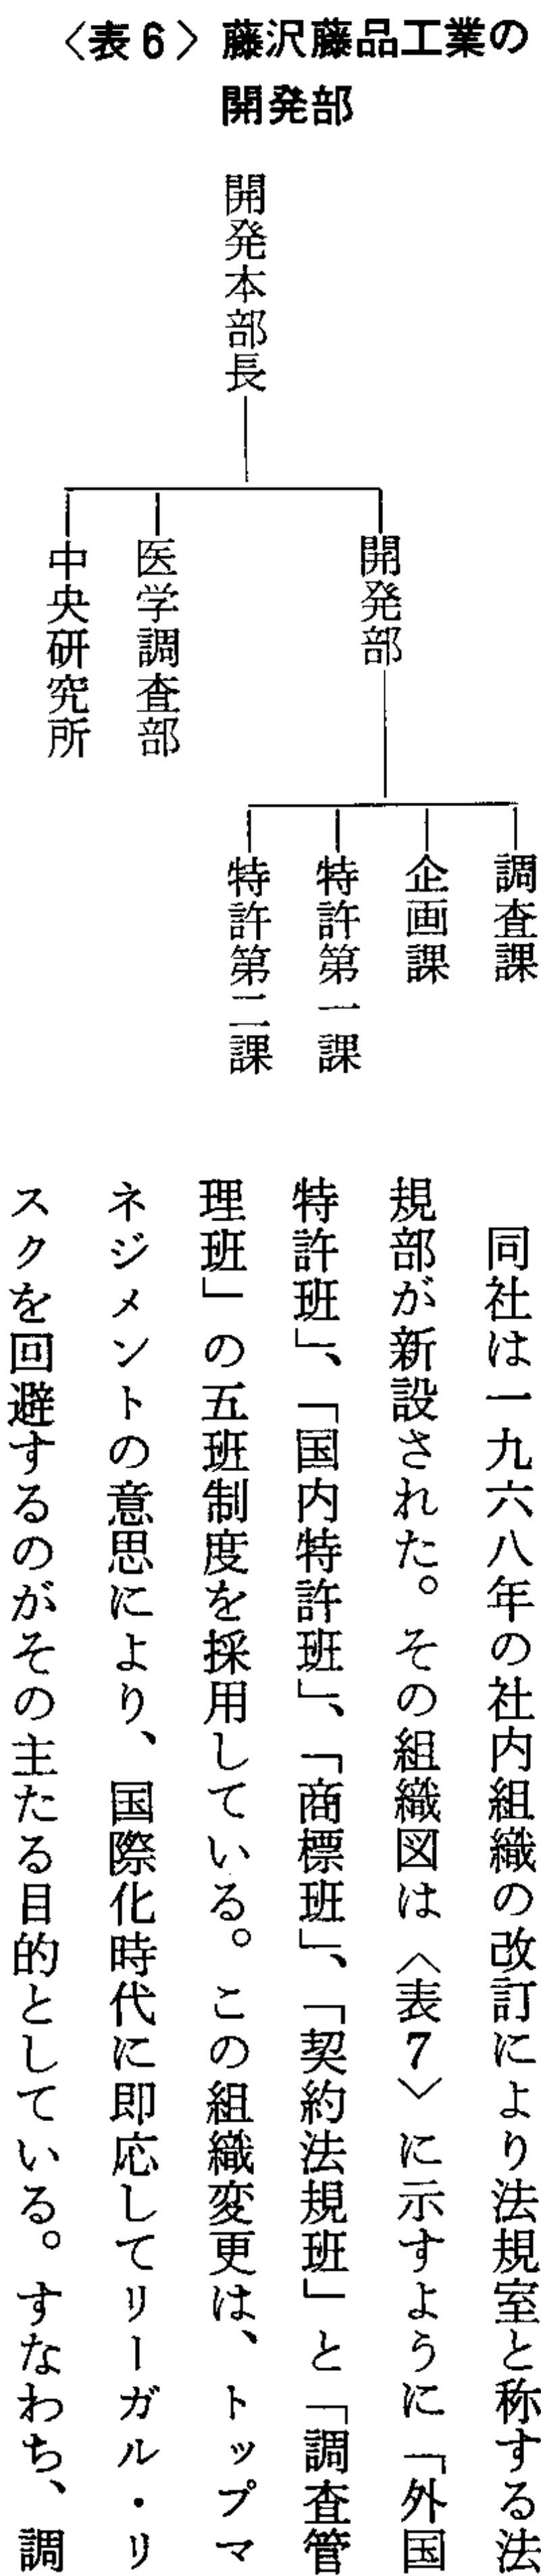 〈表6〉藤沢藤品工業の
開発部
開発本部長
開発部
医学調査部
中央研究所
調査課
企画課
特許第一課
特許第二課
同社は一九六八年の社内組織の改訂により法規室と称する法
規部が新設された。その組織図は〈表7〉に示すように「外国
特許班」、「国内特許班」、「商標班」、「契約法規班」と「調査管
理班」の五班制度を採用している。この組織変更は、トップマ
ネジメントの意思により、国際化時代に即応してリーガル・リ
スクを回避するのがその主たる目的としている。すなわち、調